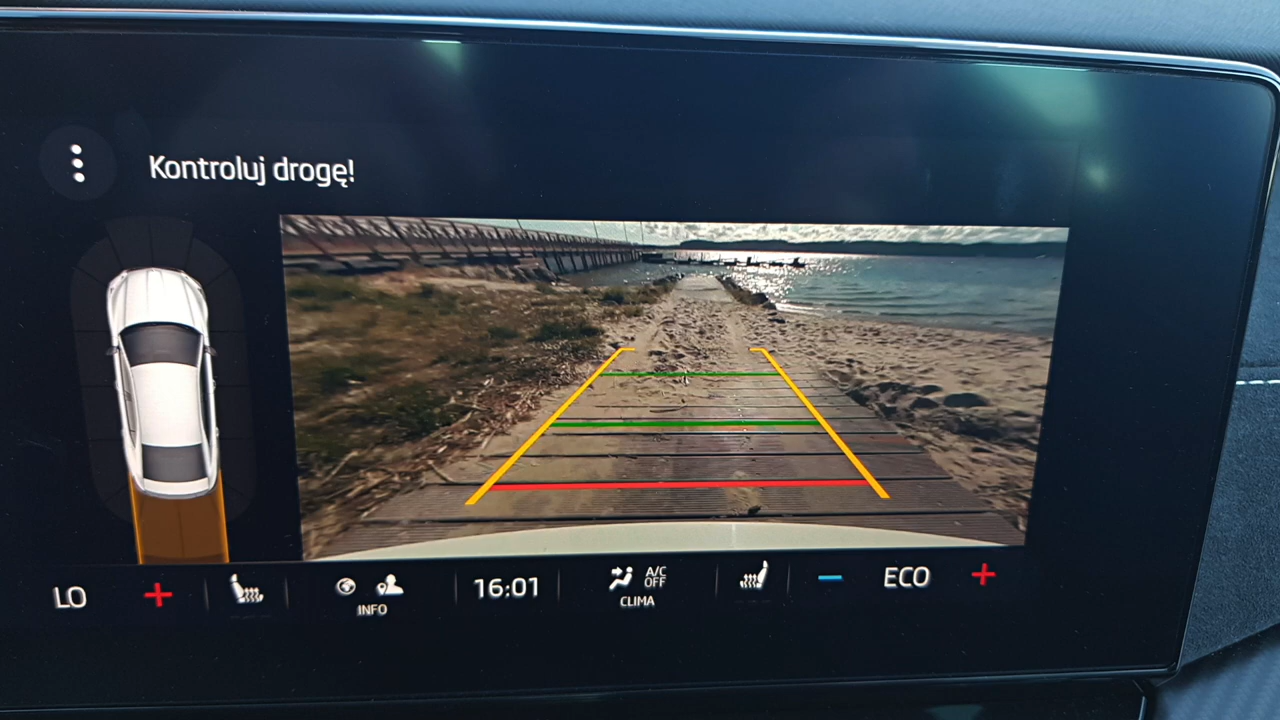 Kontroluj drogę!
LO
INFO
16:01
A/C
OFF
CLIMA
ECO